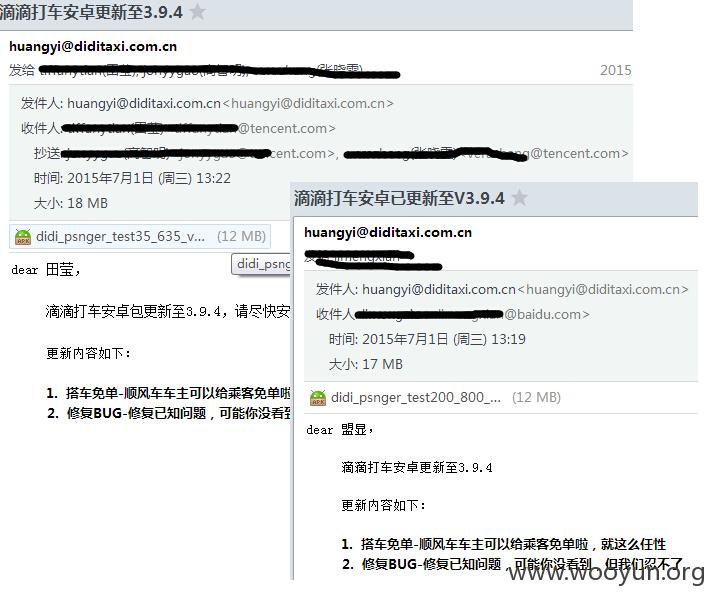 滴滴打车安卓更新至3.9.4
huangyi@diditaxi.com.cn
发给
2015
发件人: huangyi@diditaxi.com.cn<huangyi@diditaxi.com.cn>
收件人 @tencent.com>
抄送 @tencent.com>
时间: 2015年7月1日 (周三) 13:22
大小: 18 MB
didi_psnger_test35_635_v... (12 MB)
didi_psng
dear 田莹，
滴滴打车安卓包更新至3.9.4，请尽快安
更新内容如下：
1. 搭车免单-顺风车车主可以给乘客免单啦
2. 修复BUG-修复已知问题，可能你没看到
滴滴打车安卓已更新至V3.9.4
huangyi@diditaxi.com.cn
发件人: huangyi@diditaxi.com.cn<huangyi@diditaxi.com.cn>
收件人 @baidu.com>
时间: 2015年7月1日 (周三) 13:19
大小: 17 MB
didi_psnger_test200_800_... (12 MB)
dear 盟显，
滴滴打车安卓更新至3.9.4
更新内容如下：
1. 搭车免单-顺风车车主可以给乘客免单啦，就这么任性
2. 修复BUG-修复已知问题，可能你没看到，但我们忍不了
www.wooyun.org